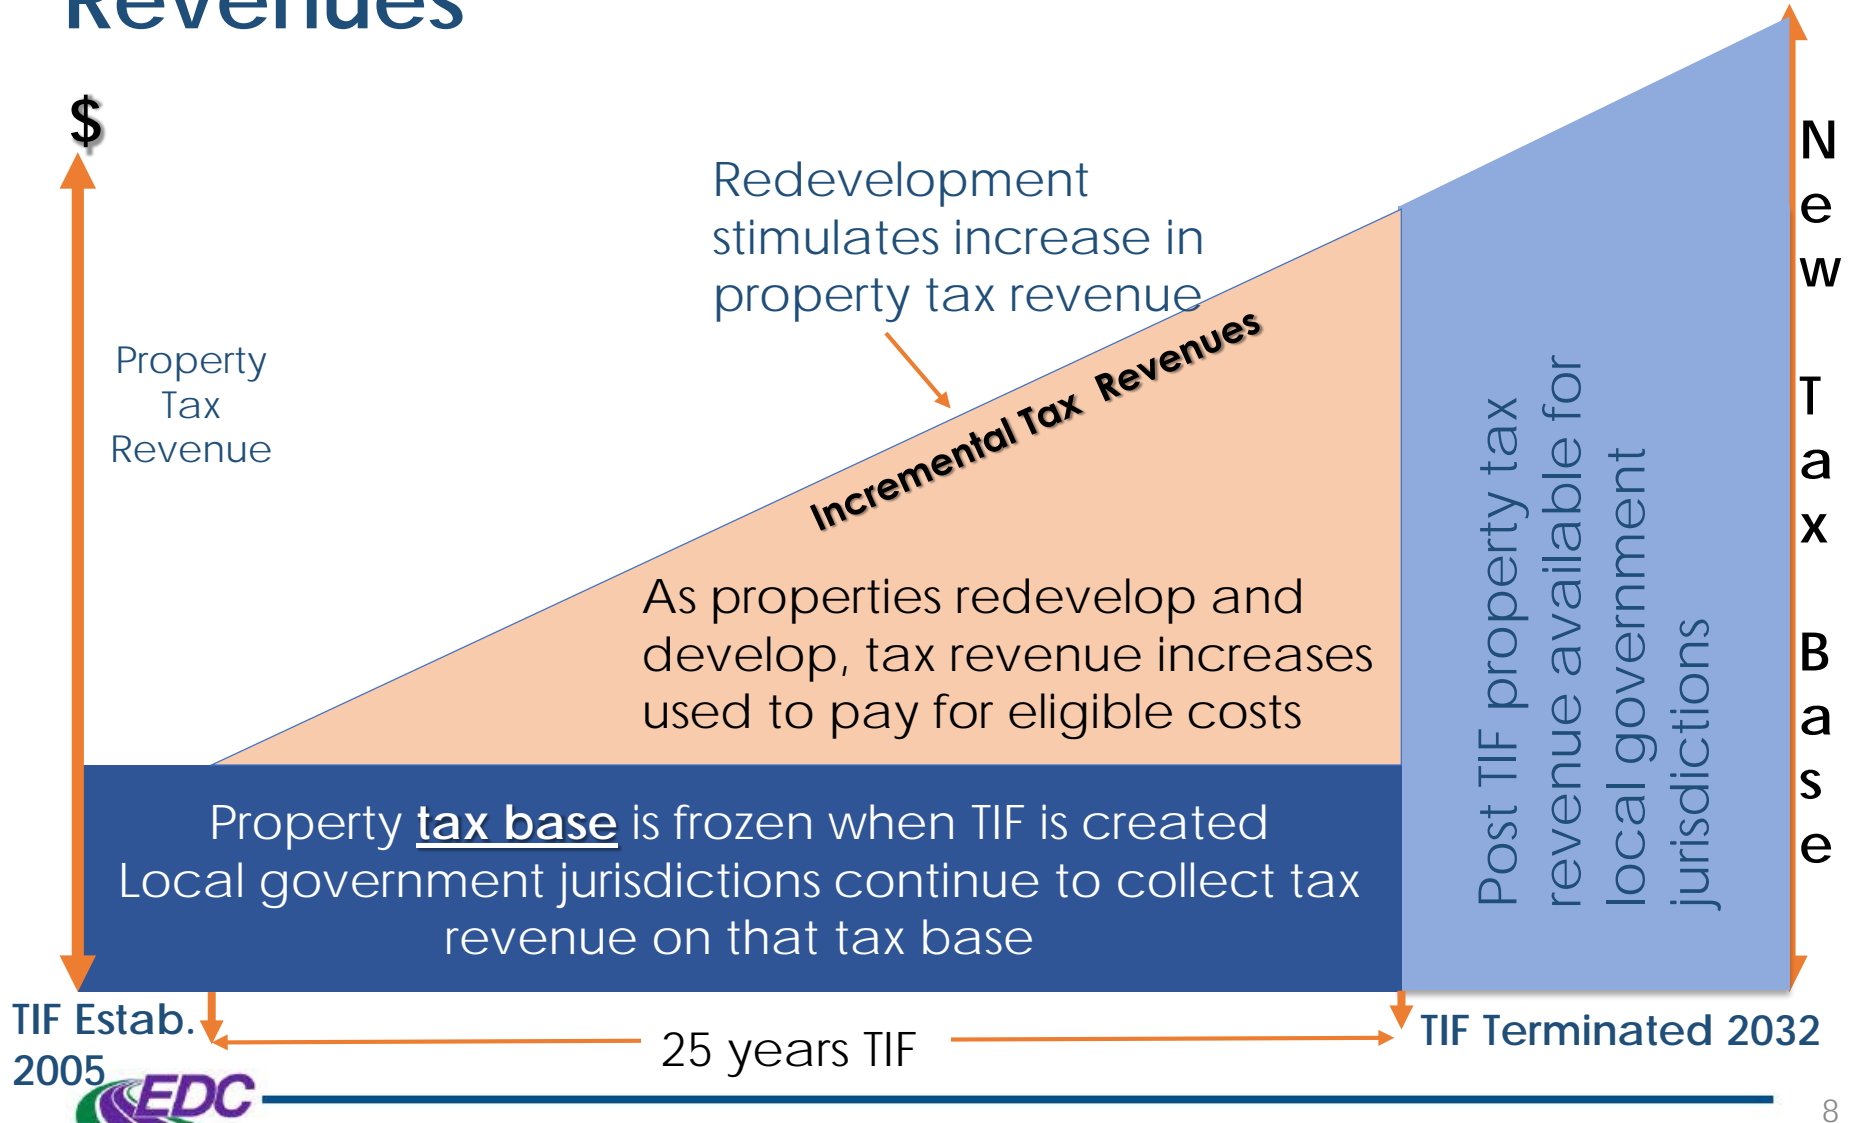 Revenues
$
Property
Tax
Revenue
Redevelopment
stimulates increase in
property tax revenue
Incremental Tax Revenues
As properties redevelop and
develop, tax revenue increases
used to pay for eligible costs
Property tax base is frozen when TIF is created
Local government jurisdictions continue to collect tax
revenue on that tax base
Post TIF property tax
revenue available for
local government
jurisdictions
New Tax Base
TIF Estab.
2005
25 years TIF
TIF Terminated 2032
EDC
8